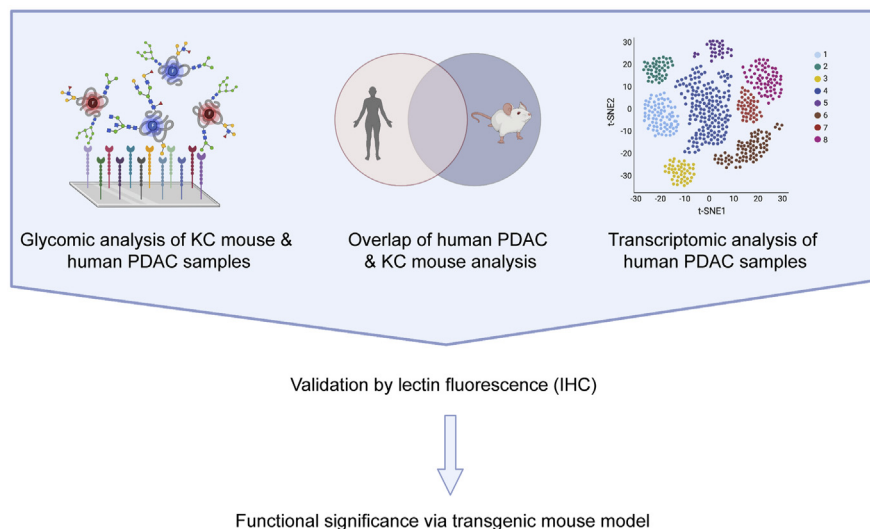 30
20
10
0
-10
-20
-30
t-SNE2
-30 -20 -10 0 10 20 30
t-SNE1
1
2
3
4
5
6
7
8
Glycomic analysis of KC mouse &
human PDAC samples
Overlap of human PDAC
& KC mouse analysis
Transcriptomic analysis of
human PDAC samples
Validation by lectin fluorescence (IHC)
Functional significance via transgenic mouse model